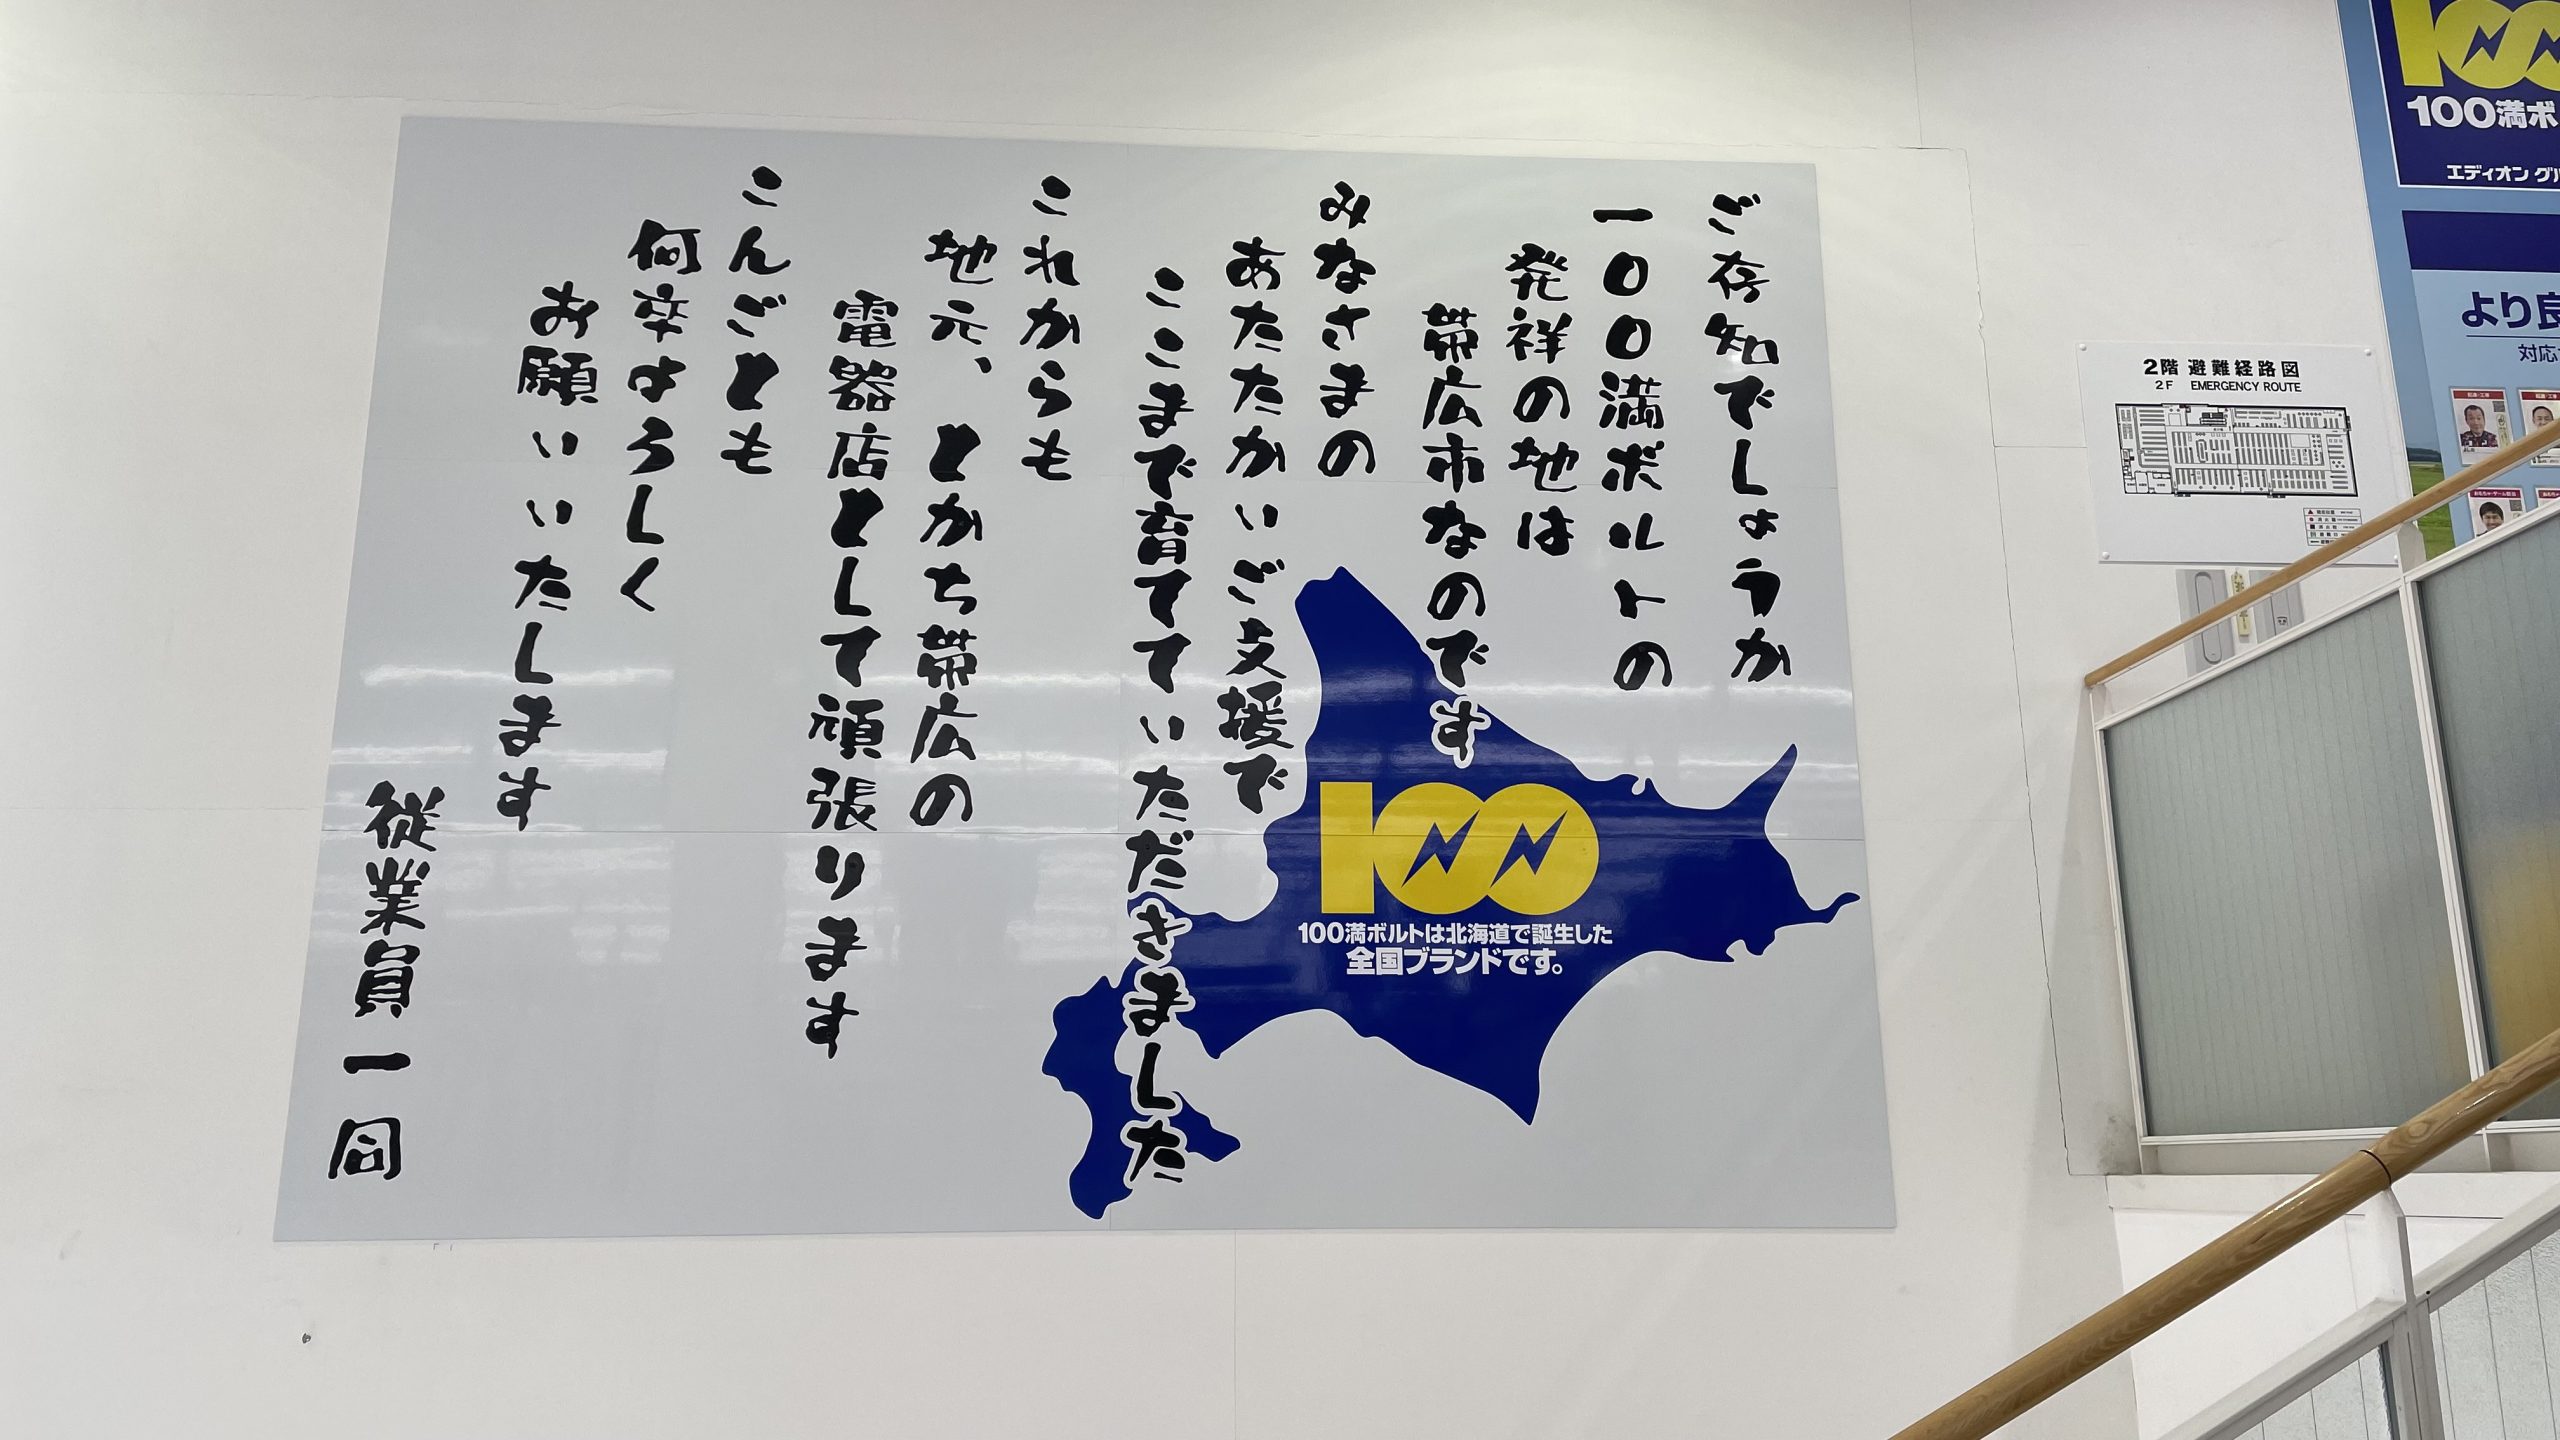 ご存知でしょうか
一００満ボルトの
発祥の地は
帯広市なのです
みなさまの
あたたかいご支援で
ここまで育てていただきました
これからも
地元、とかち帯広の
電器店として頑張ります
こんごとも
何卒よろしく
お願いいたします
従業員一同
100
100満ボルトは北海道で誕生した
全国ブランドです。
2階 避難経路図
2F EMERGENCY ROUTE
100
100満ボ
エディオン グル
より良
対応